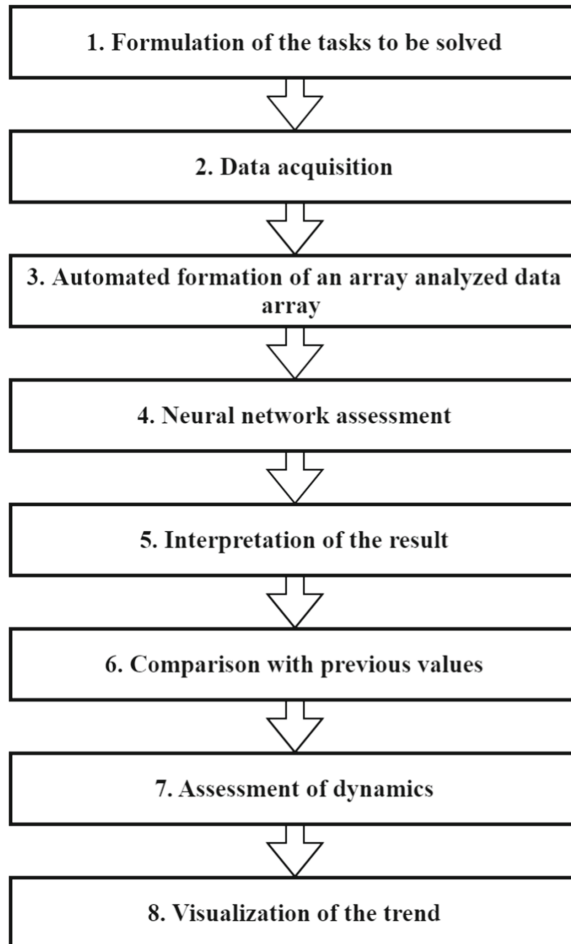 1. Formulation of the tasks to be solved
2. Data acquisition
3. Automated formation of an array analyzed data
array
4. Neural network assessment
5. Interpretation of the result
6. Comparison with previous values
7. Assessment of dynamics
8. Visualization of the trend